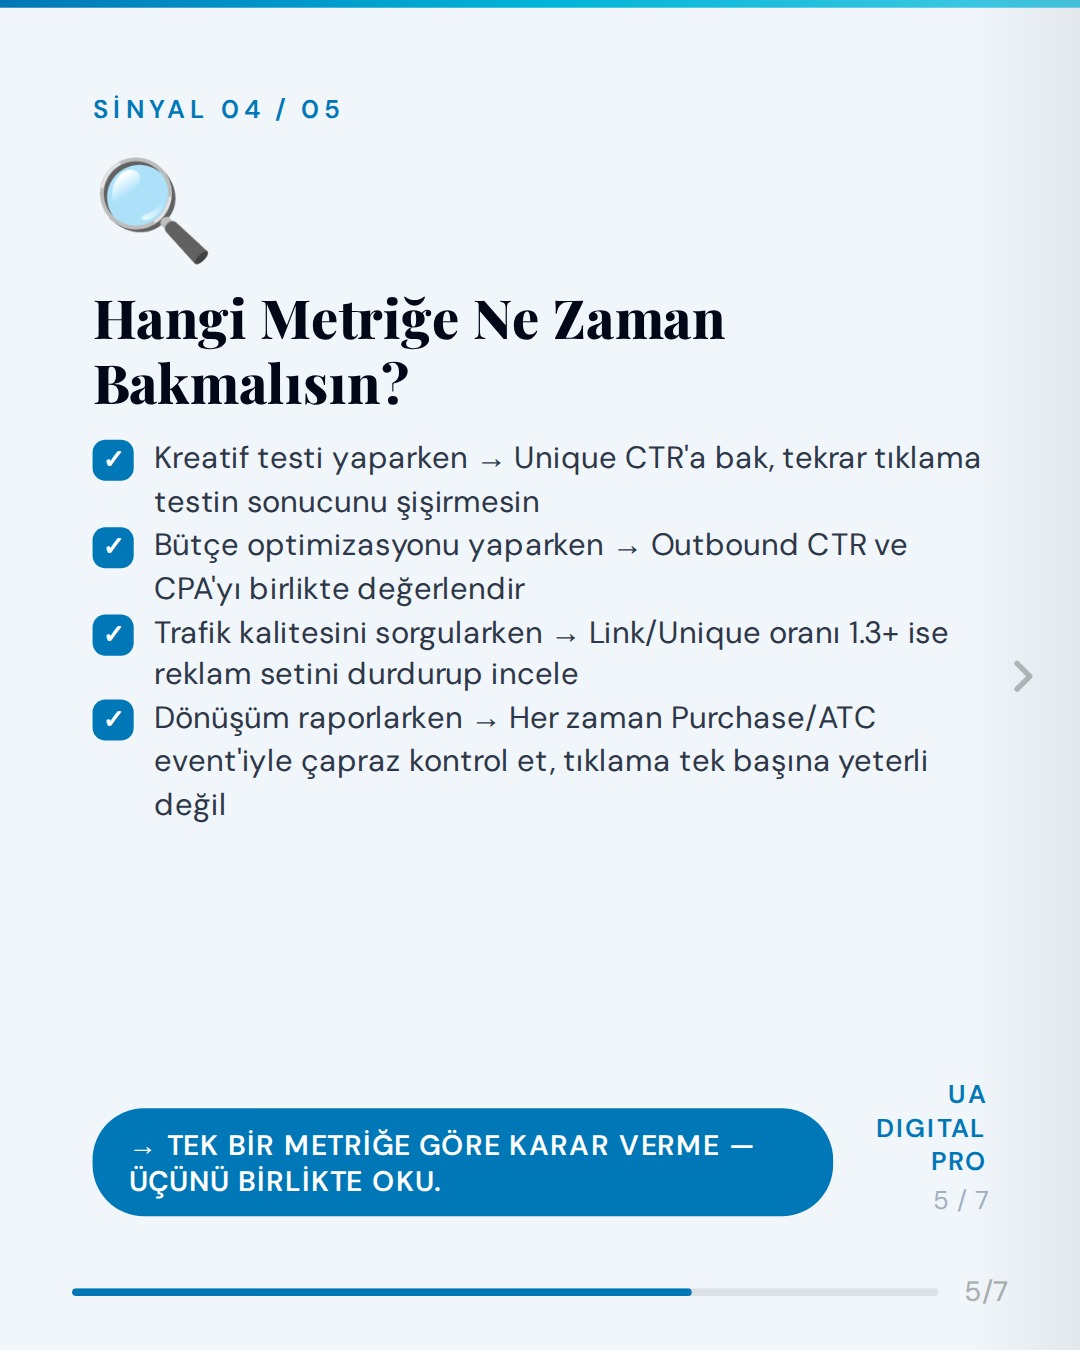 SİNYAL 04 / 05
Hangi Metriğe Ne Zaman
Bakmalısın?
✓ Kreatif testi yaparken → Unique CTR'a bak, tekrar tıklama
testin sonucunu şişirmesin
✓ Bütçe optimizasyonu yaparken → Outbound CTR ve
CPA'yı birlikte değerlendir
✓ Trafik kalitesini sorgularken → Link/Unique oranı 1.3+ ise
reklam setini durdurup incele
✓ Dönüşüm raporlarken → Her zaman Purchase/ATC
event'iyle çapraz kontrol et, tıklama tek başına yeterli
değil
→ TEK BİR METRİĞE GÖRE KARAR VERME —
ÜÇÜNÜ BİRLİKTE OKU.
UA
DIGITAL
PRO
5 / 7
5/7